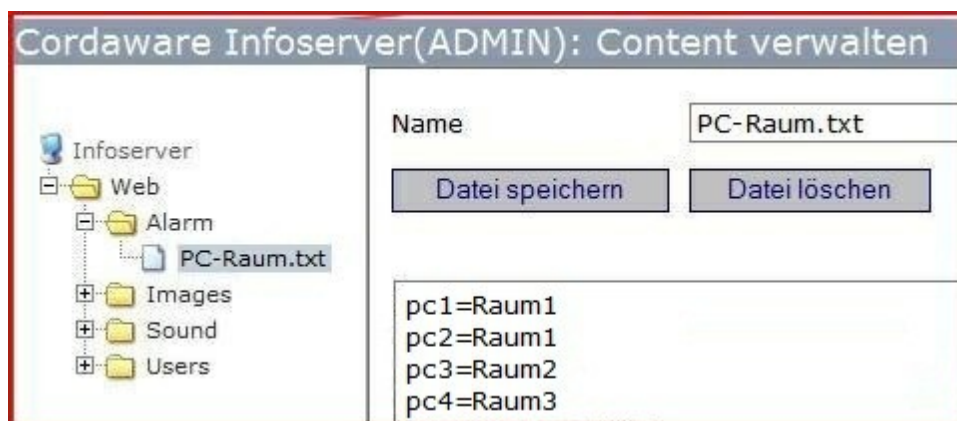 Cordaware Infoserver(ADMIN): Content verwalten
Infoserver
Web
Alarm
PC-Raum.txt
Images
Sound
Users
Name
PC-Raum.txt
Datei speichern
Datei löschen
pc1=Raum1
pc2=Raum1
pc3=Raum2
pc4=Raum3